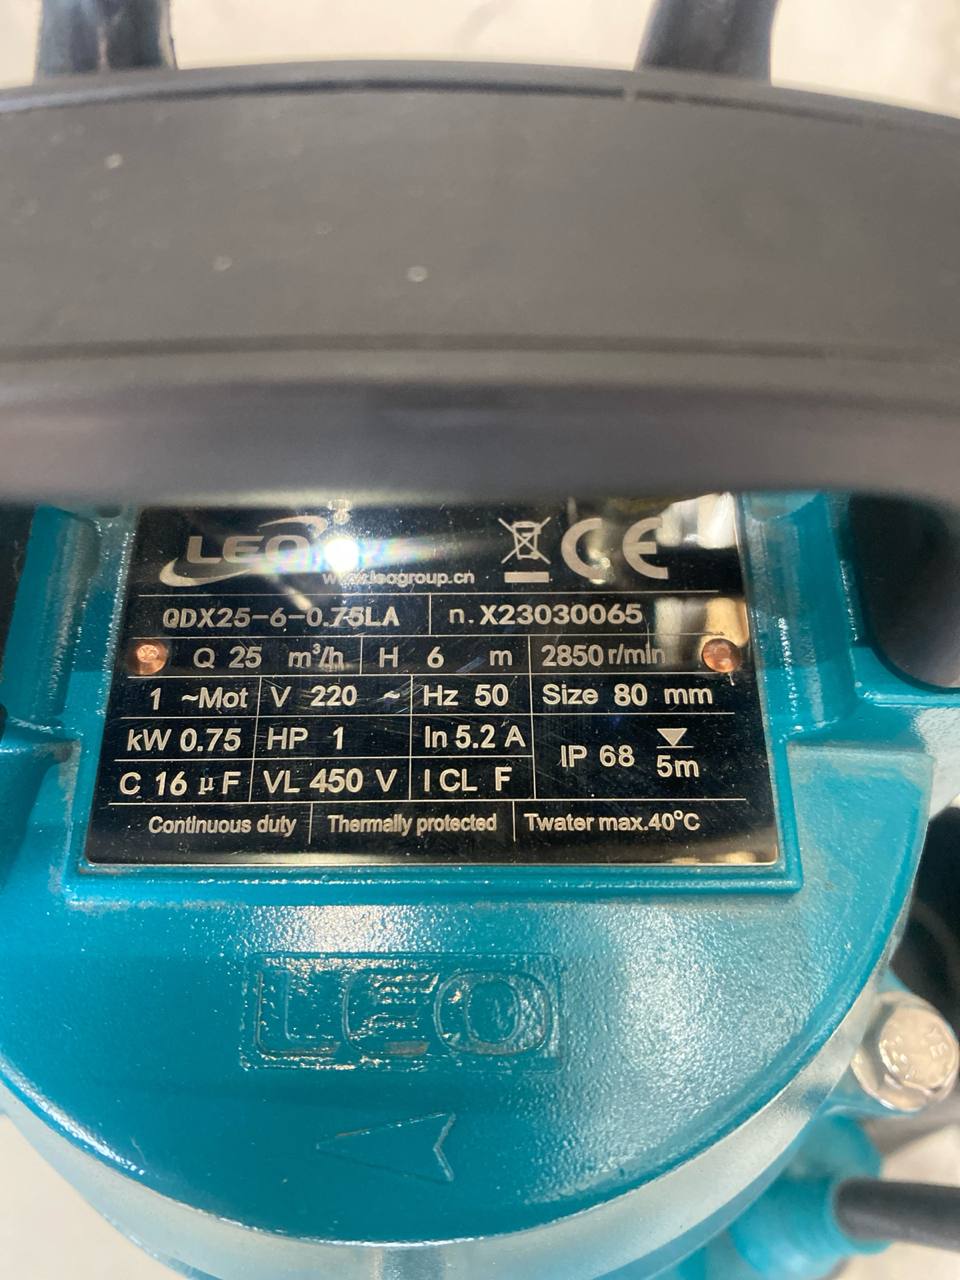 LEO
www.leogroup.cn
CE
QDX25-6-0.75LA n.X23030065
Q 25 m³/h H 6 m 2850 r/min
1 ~Mot V 220 ~ Hz 50 Size 80 mm
kW 0.75 HP 1 In 5.2 A IP 68 5m
C 16 μF VL 450 V I CL F
Continuous duty Thermally protected Twater max.40°C
LEO